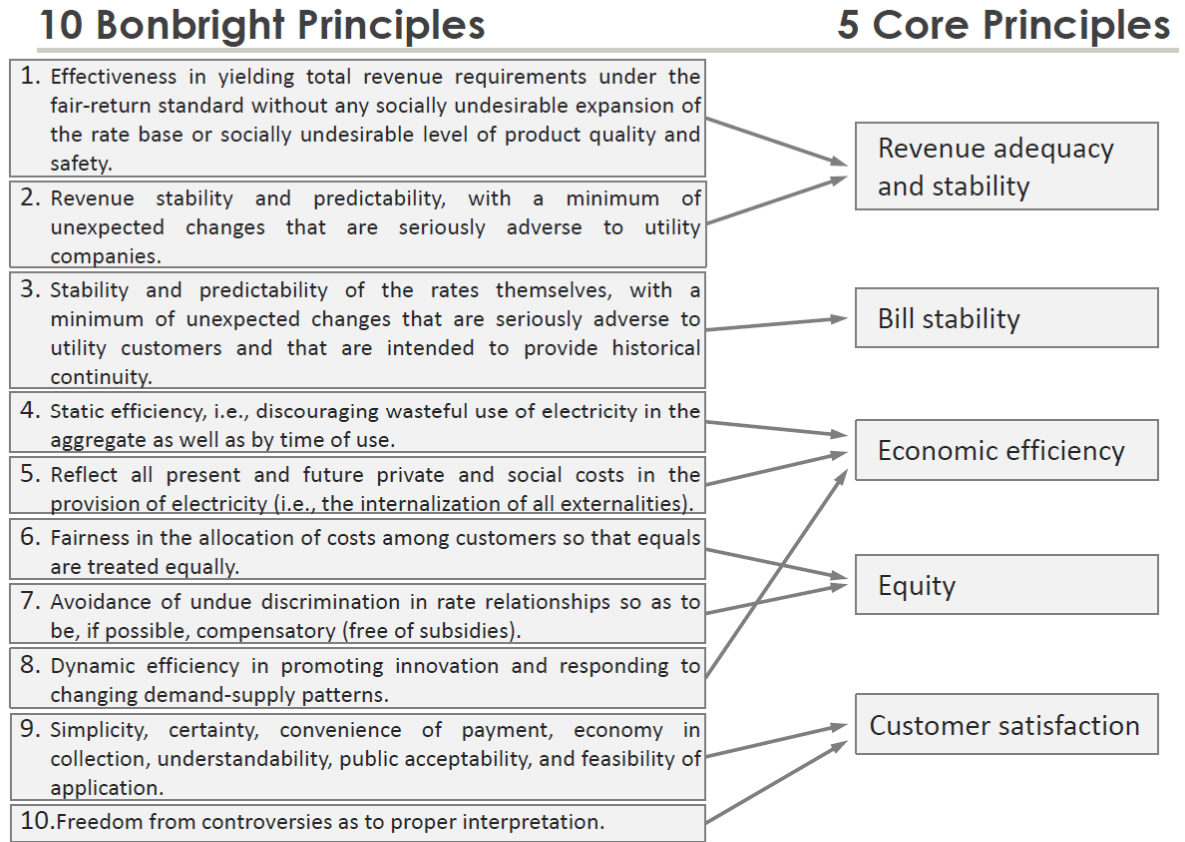 10 Bonbright Principles
5 Core Principles
1. Effectiveness in yielding total revenue requirements under the
fair-return standard without any socially undesirable expansion of
the rate base or socially undesirable level of product quality and
safety.
2. Revenue stability and predictability, with a minimum of
unexpected changes that are seriously adverse to utility
companies.
3. Stability and predictability of the rates themselves, with a
minimum of unexpected changes that are seriously adverse to
utility customers and that are intended to provide historical
continuity.
4. Static efficiency, i.e., discouraging wasteful use of electricity in the
aggregate as well as by time of use.
5. Reflect all present and future private and social costs in the
provision of electricity (i.e., the internalization of all externalities).
6. Fairness in the allocation of costs among customers so that equals
are treated equally.
7. Avoidance of undue discrimination in rate relationships so as to
be, if possible, compensatory (free of subsidies).
8. Dynamic efficiency in promoting innovation and responding to
changing demand-supply patterns.
9. Simplicity, certainty, convenience of payment, economy in
collection, understandability, public acceptability, and feasibility of
application.
10.Freedom from controversies as to proper interpretation.
Revenue adequacy
and stability
Bill stability
Economic efficiency
Equity
Customer satisfaction